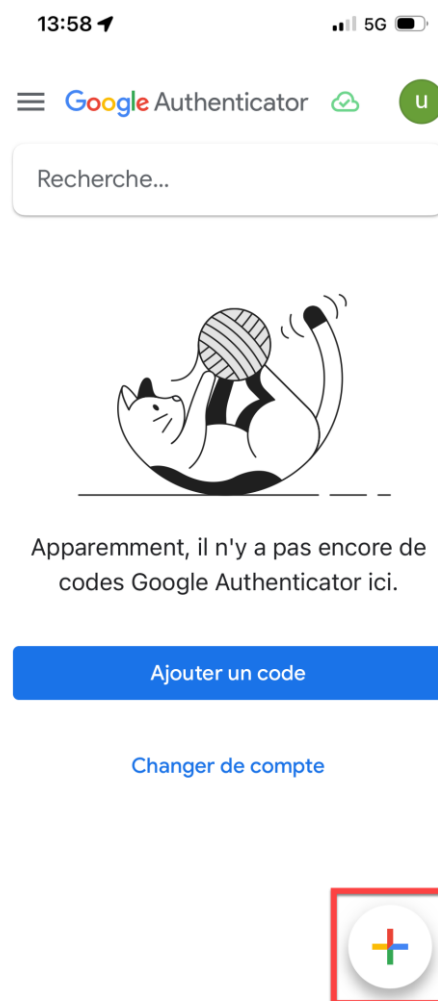 13:58
5G
Google Authenticator
u
Recherche...
Apparemment, il n'y a pas encore de
codes Google Authenticator ici.
Ajouter un code
Changer de compte